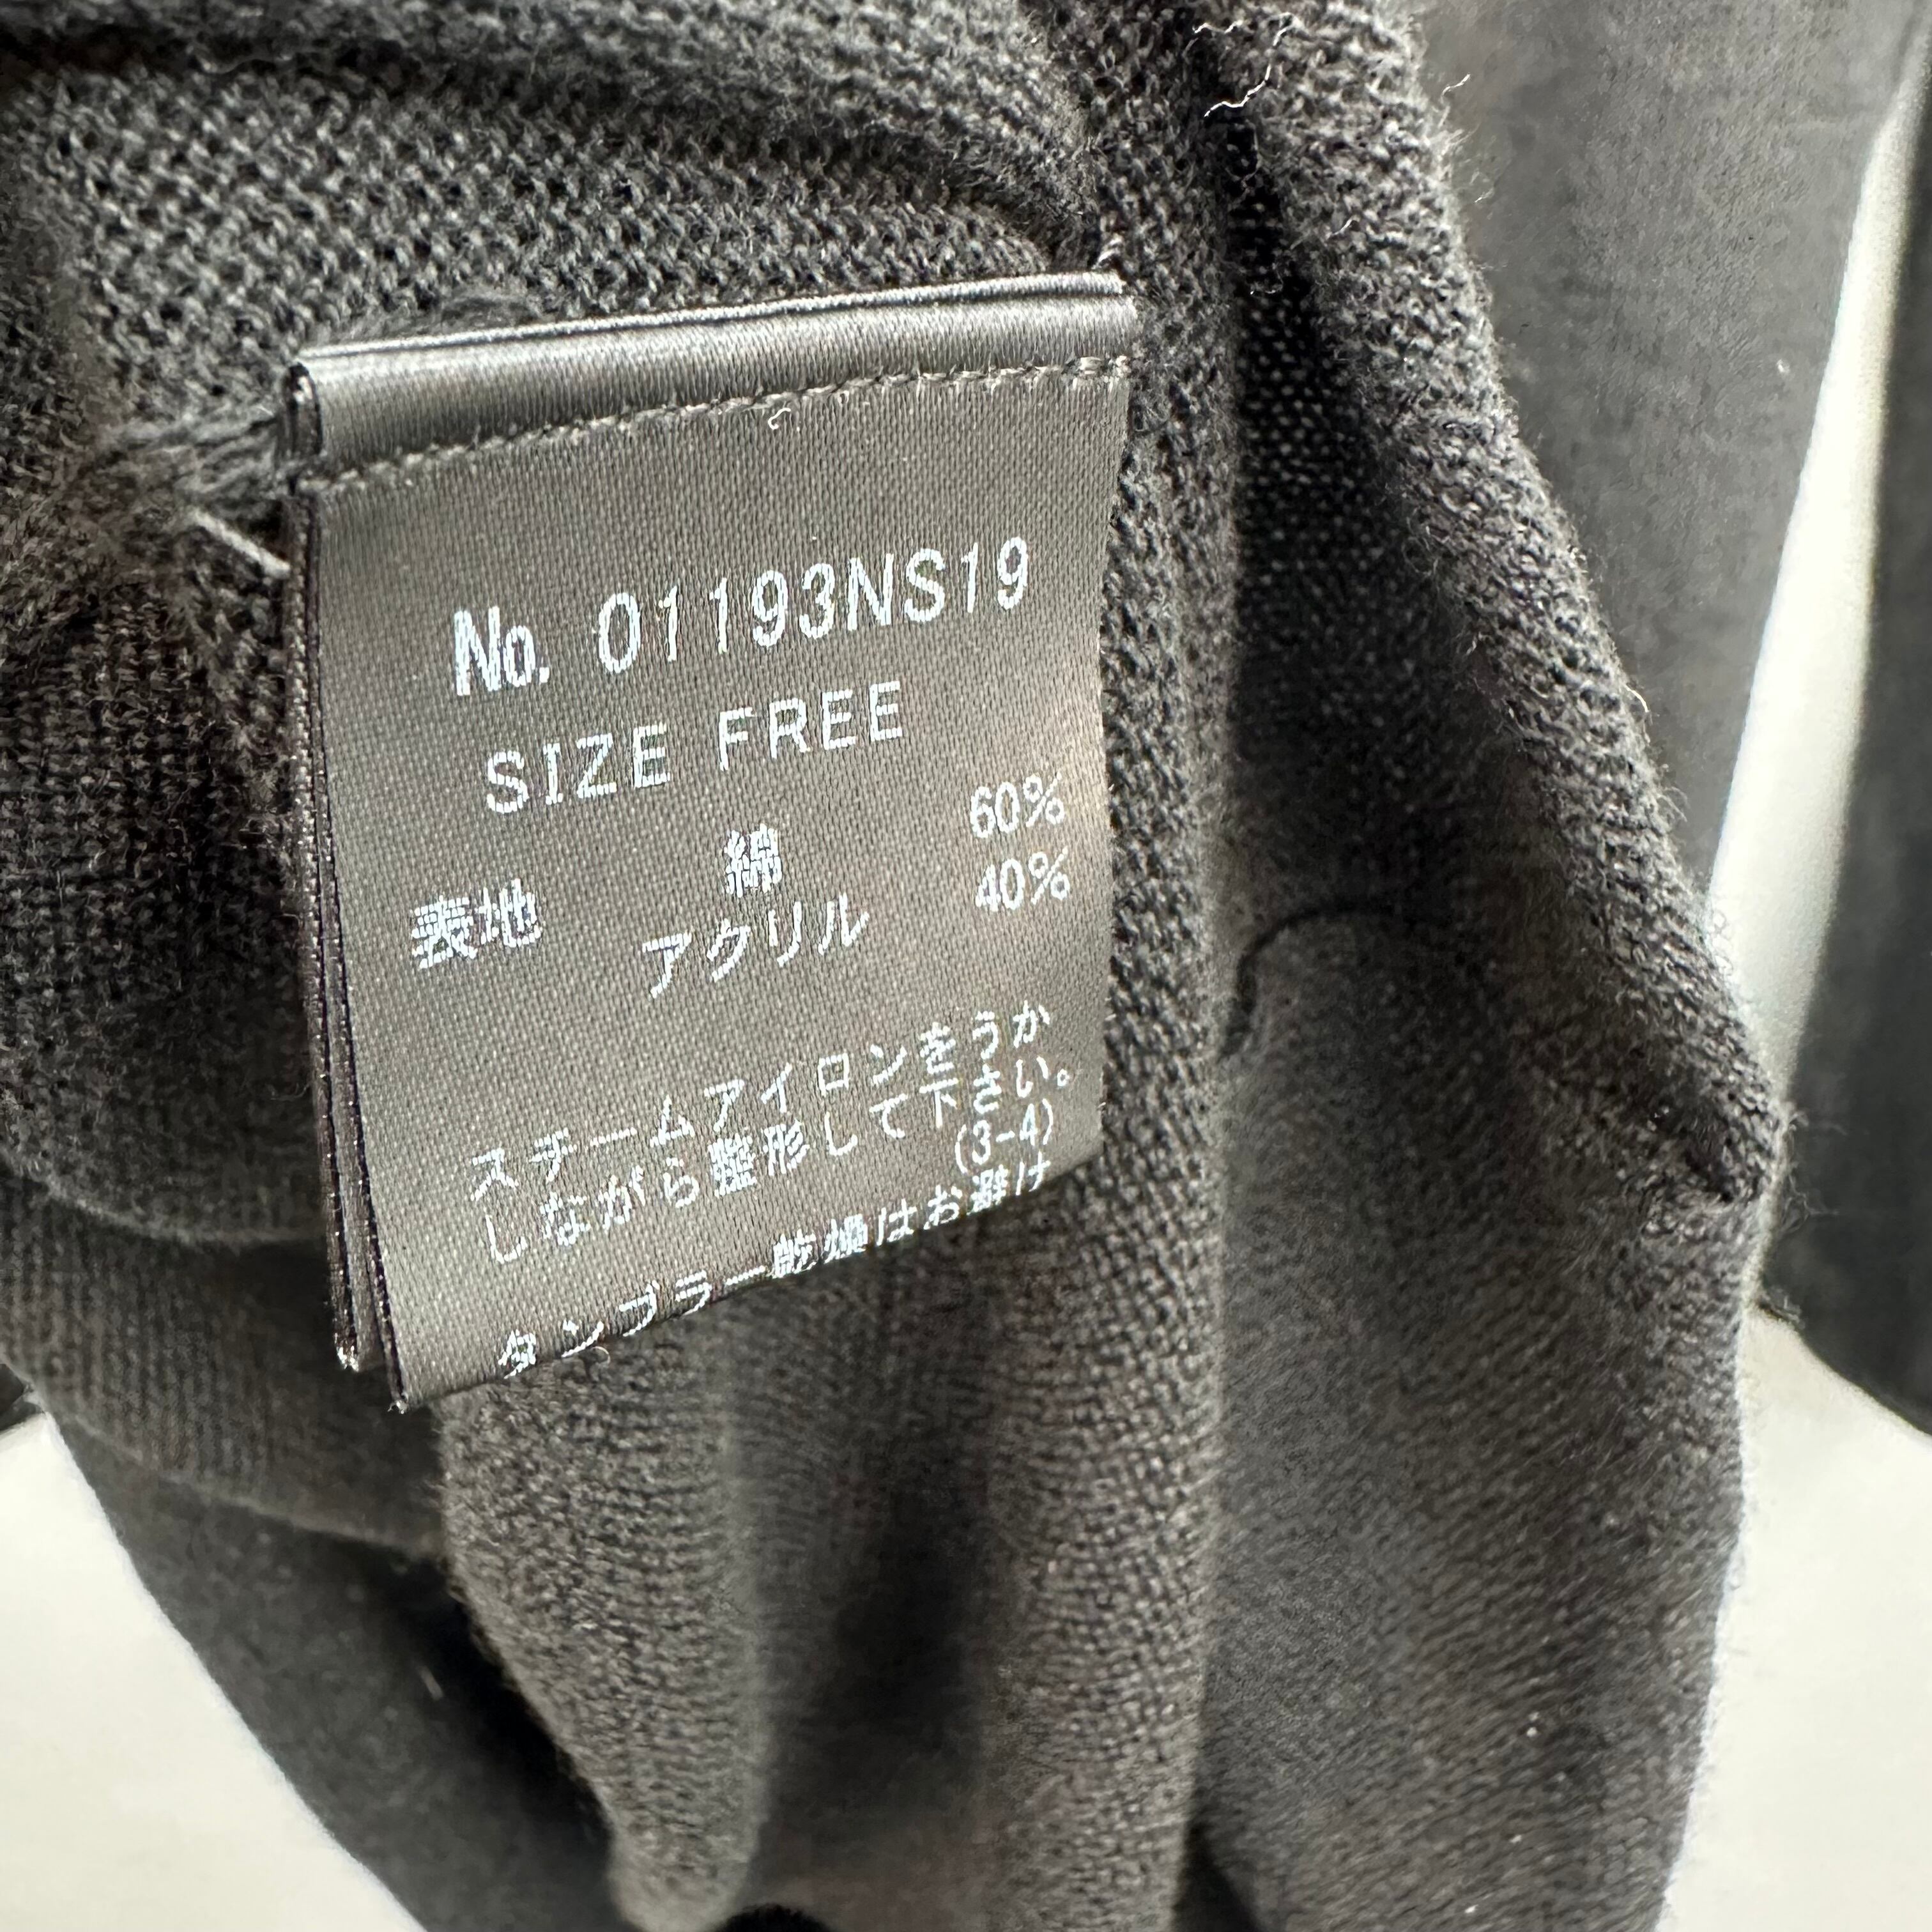 No. 01193NS19
SIZE FREE
綿 60%
表地
アクリル 40%
スチームアイロンをうか
しながら整形して下さい。
(3-4)
タンブラー乾燥はお避け